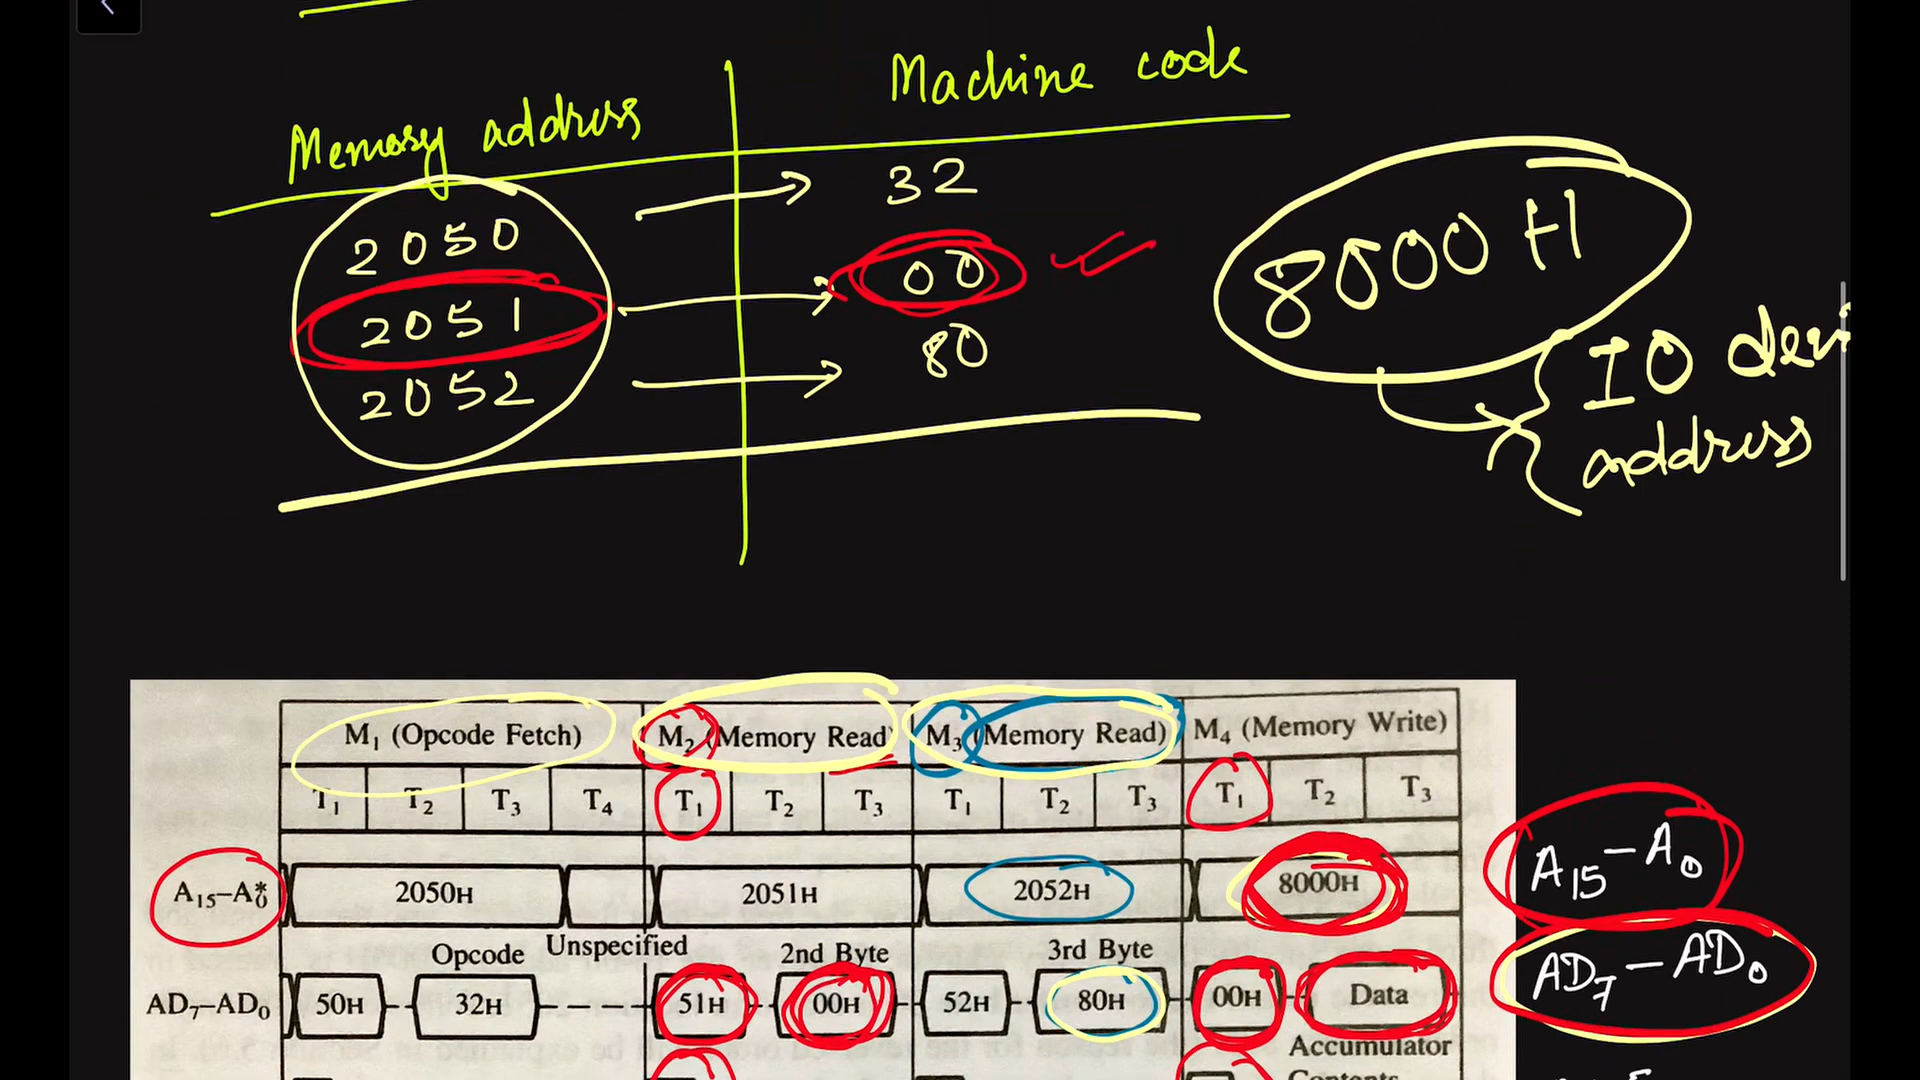 Memory address Machine code
2050 32
2051 00
2052 80
8000 H
IO
address
M1 (Opcode Fetch) M2 (Memory Read) M3 (Memory Read) M4 (Memory Write)
T1 T2 T3 T4 T1 T2 T3 T1 T2 T3 T1 T2 T3
A15–A0* 2050H 2051H 2052H 8000H
A15 – A0
Opcode Unspecified 2nd Byte 3rd Byte
AD7–AD0 50H 32H 51H 00H 52H 80H 00H Data
AD7 – AD0
Accumulator
Contents